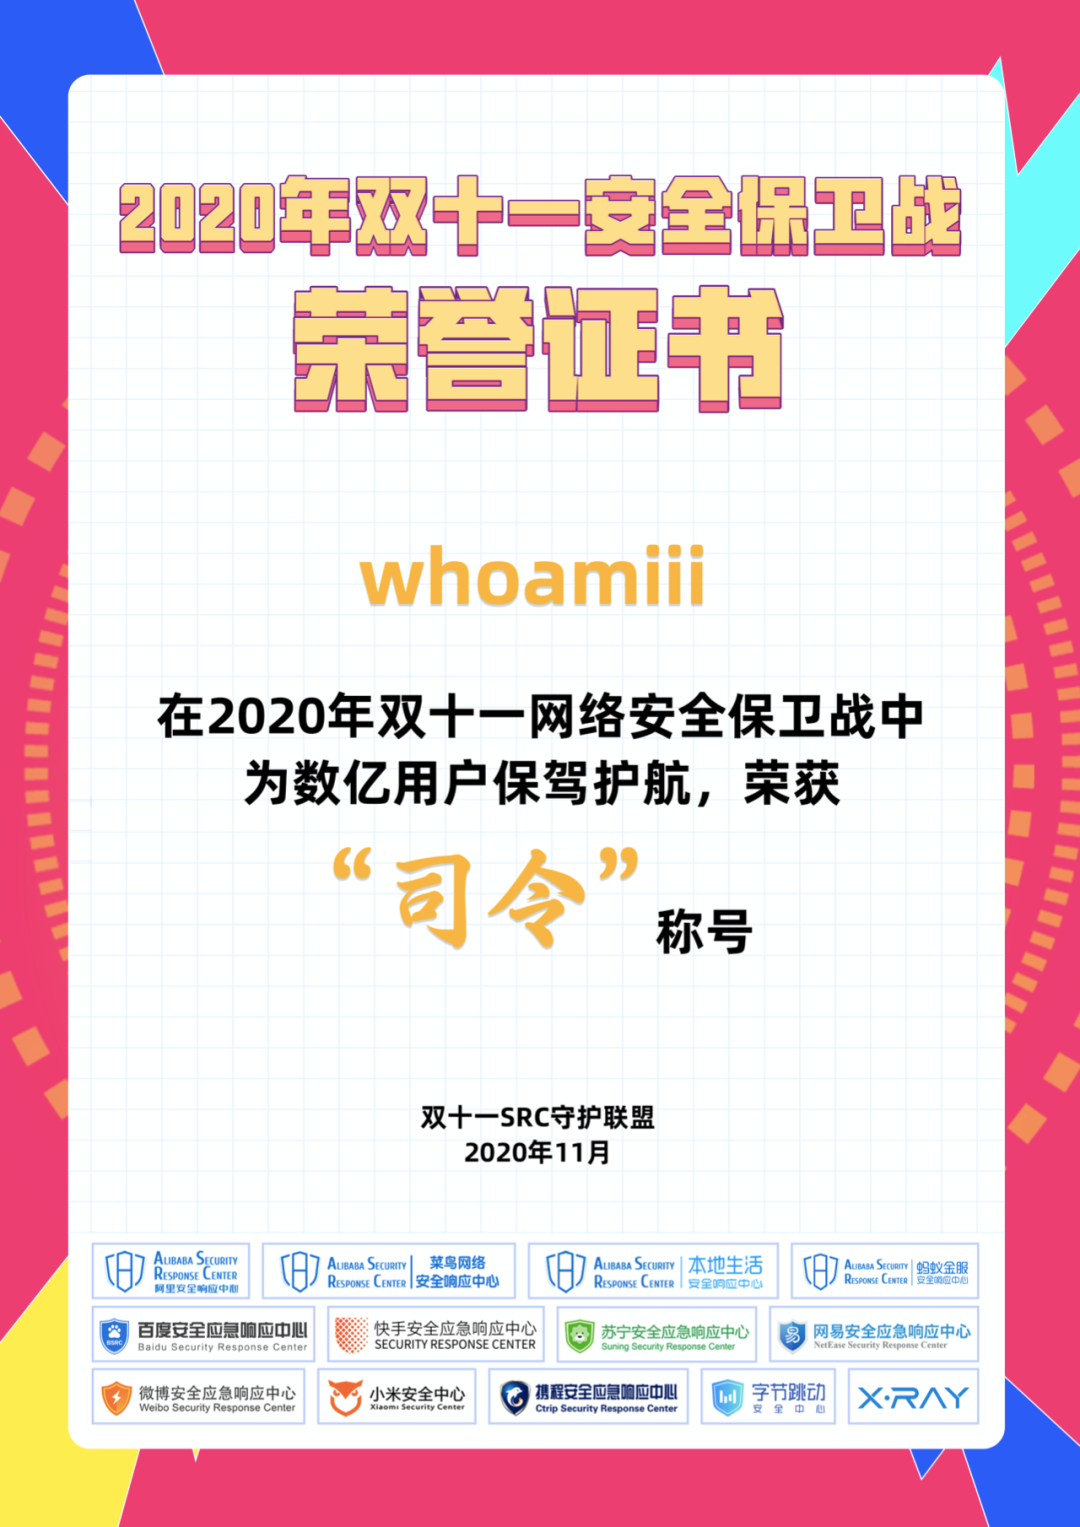 2020年双十一安全保卫战
荣誉证书
whoamiii
在2020年双十一网络安全保卫战中
为数亿用户保驾护航，荣获
“司令”称号
双十一SRC守护联盟
2020年11月
ALIBABA SECURITY
RESPONSE CENTER
阿里安全响应中心
ALIBABA SECURITY
RESPONSE CENTER
菜鸟网络
安全响应中心
ALIBABA SECURITY
RESPONSE CENTER
本地生活
安全响应中心
ALIBABA SECURITY
RESPONSE CENTER
蚂蚁金服
安全响应中心
BSRC
百度安全应急响应中心
Baidu Security Response Center
快手安全应急响应中心
SECURITY RESPONSE CENTER
苏宁安全应急响应中心
Suning Security Response Center
易
网易安全应急响应中心
NetEase Security Response Center
微博安全应急响应中心
Weibo Security Response Center
小米安全中心
Xiaomi Security Center
携程安全应急响应中心
Ctrip Security Response Center
字节跳动
安全中心
X·RAY